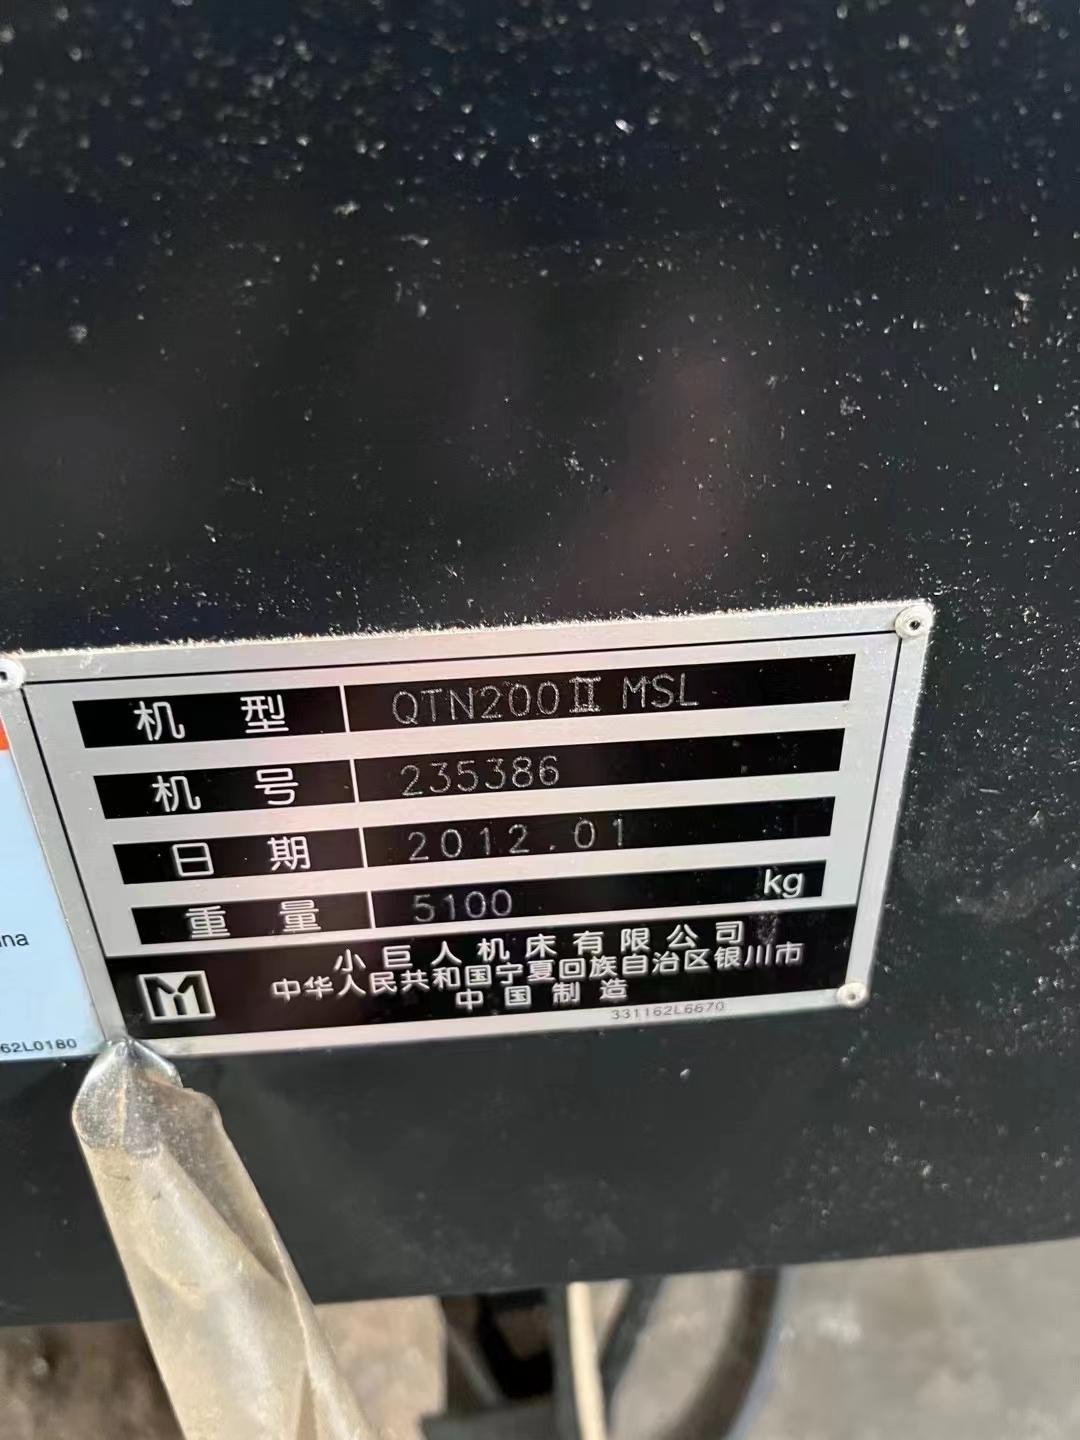 机型 QTN200Ⅱ MSL
机号 235386
日期 2012.01
重量 5100 kg
小巨人机床有限公司
中华人民共和国宁夏回族自治区银川市
中国制造
331162L6670
ina
62L0180